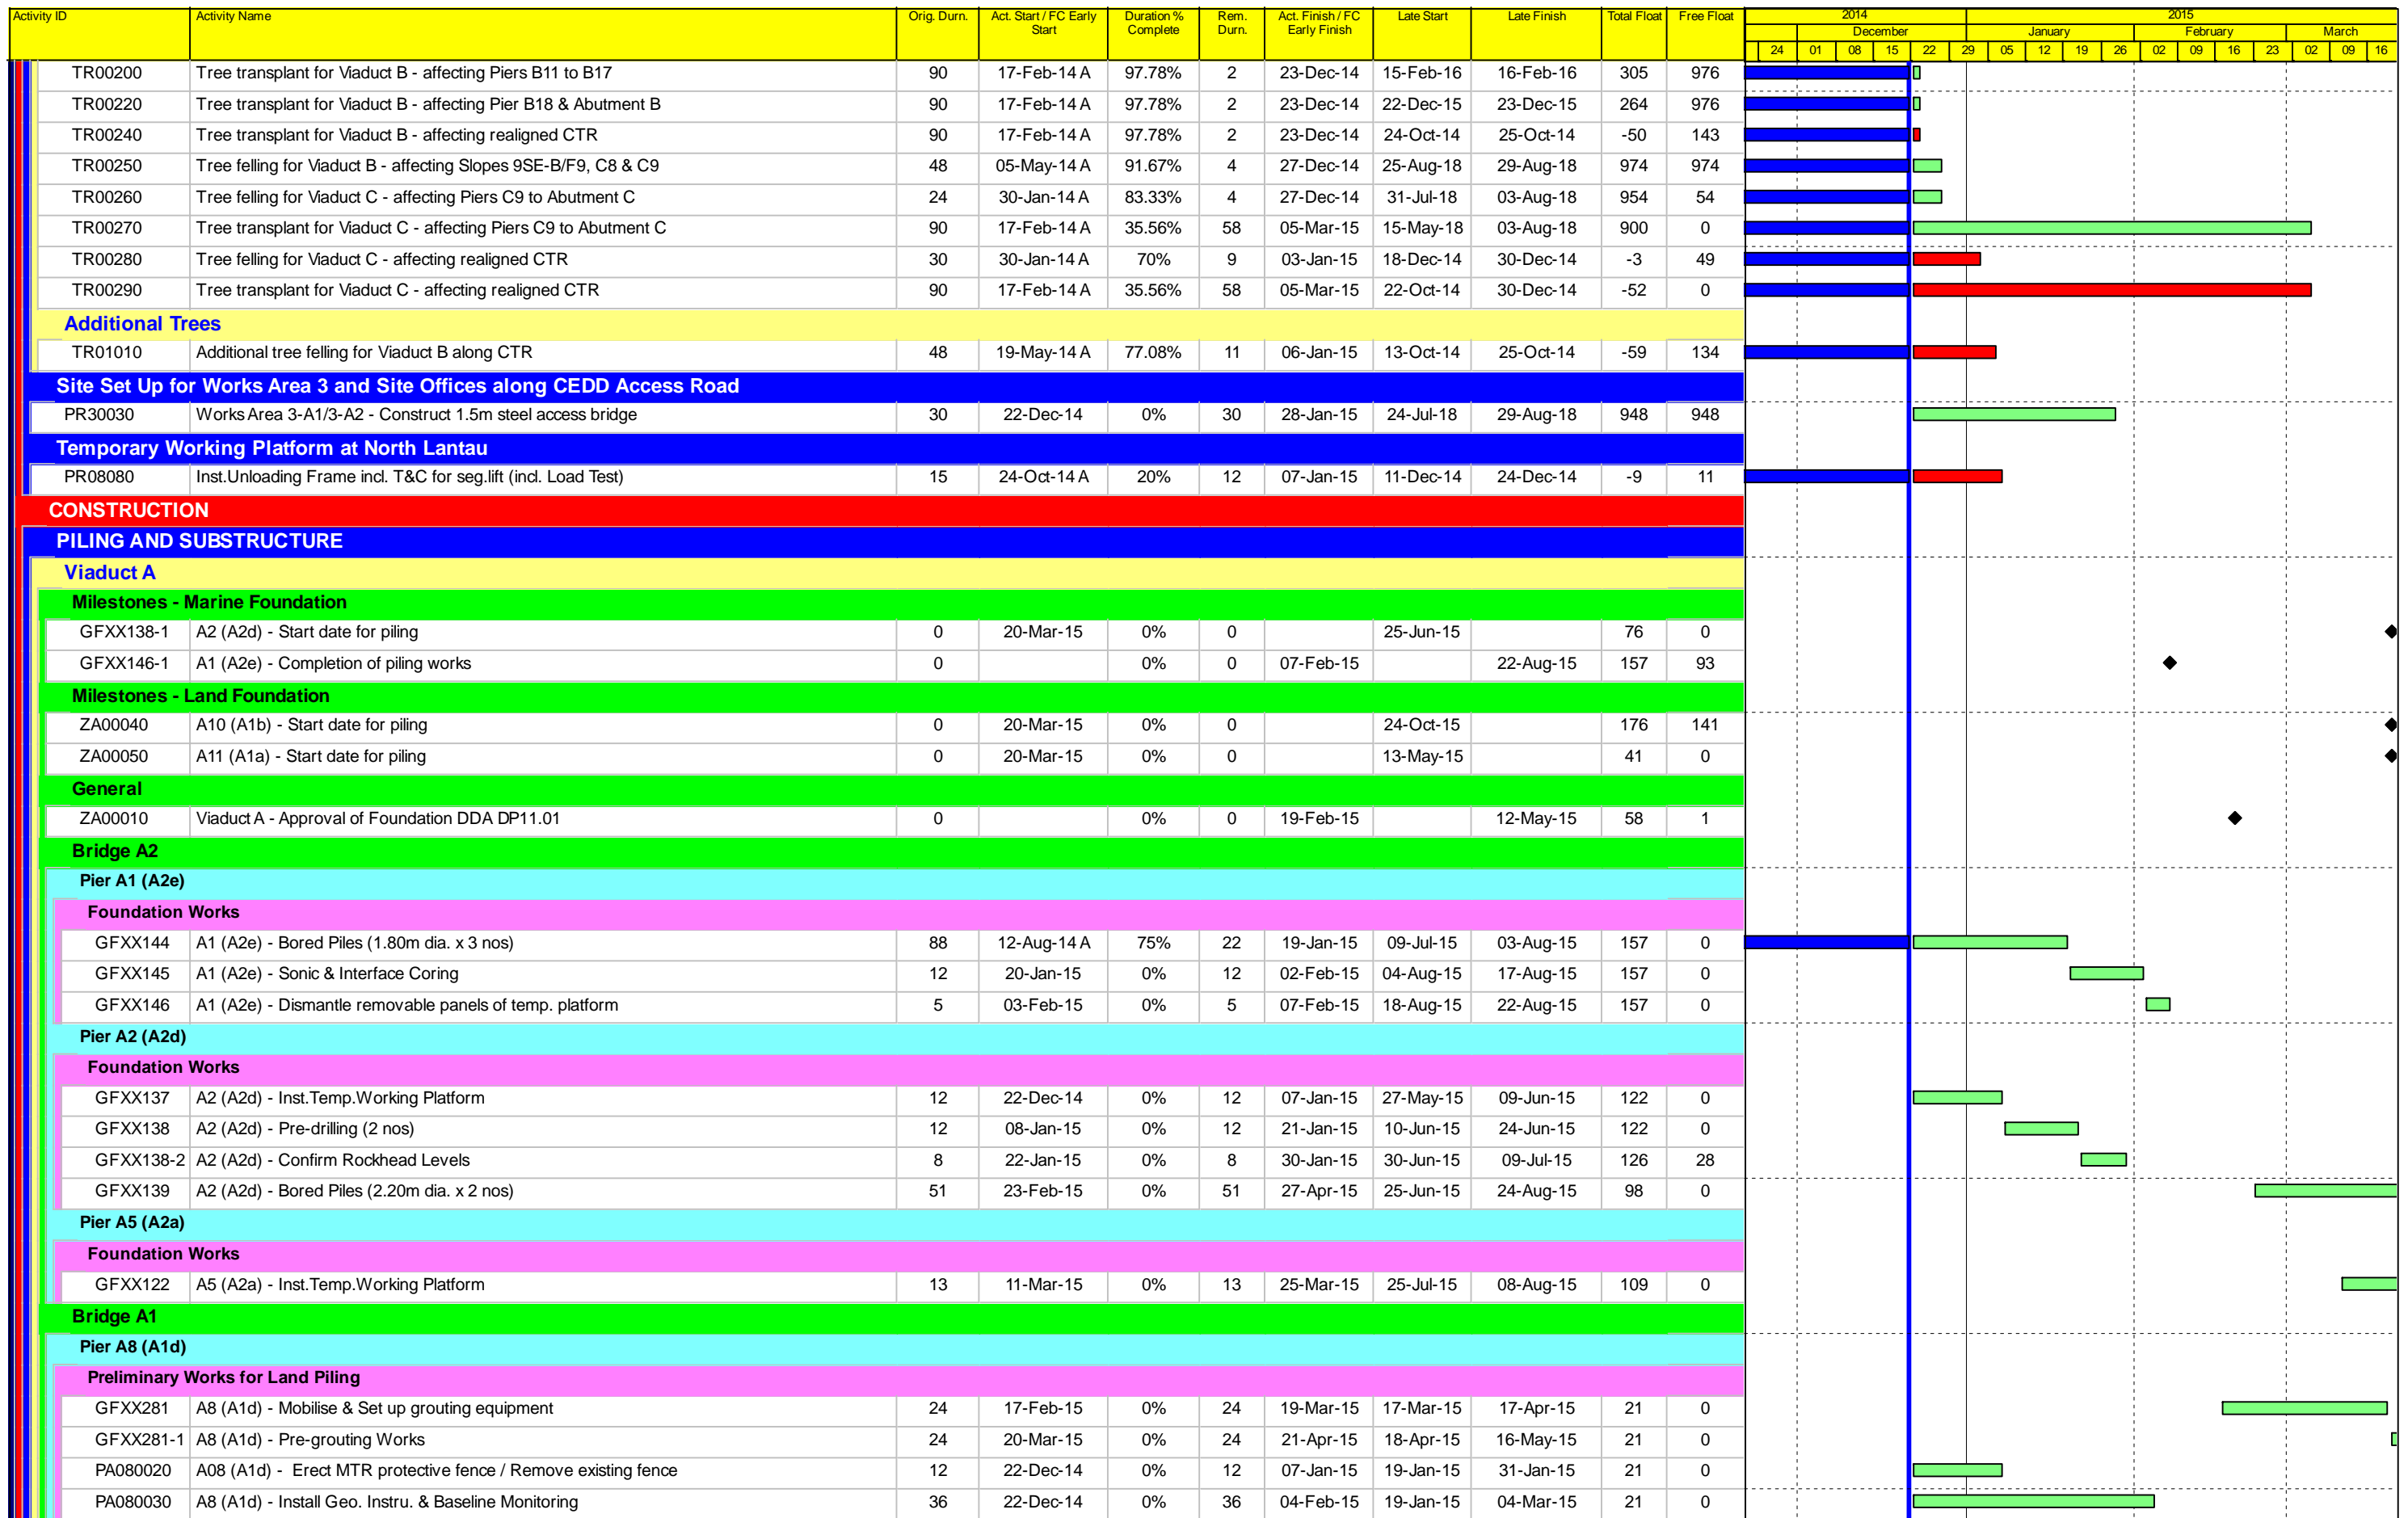 Activity ID Activity Name Orig. Durn. Act. Start / FC Early Start Duration % Complete Rem. Durn. Act. Finish / FC Early Finish Late Start Late Finish Total Float Free Float 2014 2015
December January February March
24 01 08 15 22 29 05 12 19 26 02 09 16 23 02 09 16
TR00200 Tree transplant for Viaduct B - affecting Piers B11 to B17 90 17-Feb-14 A 97.78% 2 23-Dec-14 15-Feb-16 16-Feb-16 305 976
TR00220 Tree transplant for Viaduct B - affecting Pier B18 & Abutment B 90 17-Feb-14 A 97.78% 2 23-Dec-14 22-Dec-15 23-Dec-15 264 976
TR00240 Tree transplant for Viaduct B - affecting realigned CTR 90 17-Feb-14 A 97.78% 2 23-Dec-14 24-Oct-14 25-Oct-14 -50 143
TR00250 Tree felling for Viaduct B - affecting Slopes 9SE-B/F9, C8 & C9 48 05-May-14 A 91.67% 4 27-Dec-14 25-Aug-18 29-Aug-18 974 974
TR00260 Tree felling for Viaduct C - affecting Piers C9 to Abutment C 24 30-Jan-14 A 83.33% 4 27-Dec-14 31-Jul-18 03-Aug-18 954 54
TR00270 Tree transplant for Viaduct C - affecting Piers C9 to Abutment C 90 17-Feb-14 A 35.56% 58 05-Mar-15 15-May-18 03-Aug-18 900 0
TR00280 Tree felling for Viaduct C - affecting realigned CTR 30 30-Jan-14 A 70% 9 03-Jan-15 18-Dec-14 30-Dec-14 -3 49
TR00290 Tree transplant for Viaduct C - affecting realigned CTR 90 17-Feb-14 A 35.56% 58 05-Mar-15 22-Oct-14 30-Dec-14 -52 0
Additional Trees
TR01010 Additional tree felling for Viaduct B along CTR 48 19-May-14 A 77.08% 11 06-Jan-15 13-Oct-14 25-Oct-14 -59 134
Site Set Up for Works Area 3 and Site Offices along CEDD Access Road
PR30030 Works Area 3-A1/3-A2 - Construct 1.5m steel access bridge 30 22-Dec-14 0% 30 28-Jan-15 24-Jul-18 29-Aug-18 948 948
Temporary Working Platform at North Lantau
PR08080 Inst.Unloading Frame incl. T&C for seg.lift (incl. Load Test) 15 24-Oct-14 A 20% 12 07-Jan-15 11-Dec-14 24-Dec-14 -9 11
CONSTRUCTION
PILING AND SUBSTRUCTURE
Viaduct A
Milestones - Marine Foundation
GFXX138-1 A2 (A2d) - Start date for piling 0 20-Mar-15 0% 0 25-Jun-15 76 0
GFXX146-1 A1 (A2e) - Completion of piling works 0 0% 0 07-Feb-15 22-Aug-15 157 93
Milestones - Land Foundation
ZA00040 A10 (A1b) - Start date for piling 0 20-Mar-15 0% 0 24-Oct-15 176 141
ZA00050 A11 (A1a) - Start date for piling 0 20-Mar-15 0% 0 13-May-15 41 0
General
ZA00010 Viaduct A - Approval of Foundation DDA DP11.01 0 0% 0 19-Feb-15 12-May-15 58 1
Bridge A2
Pier A1 (A2e)
Foundation Works
GFXX144 A1 (A2e) - Bored Piles (1.80m dia. x 3 nos) 88 12-Aug-14 A 75% 22 19-Jan-15 09-Jul-15 03-Aug-15 157 0
GFXX145 A1 (A2e) - Sonic & Interface Coring 12 20-Jan-15 0% 12 02-Feb-15 04-Aug-15 17-Aug-15 157 0
GFXX146 A1 (A2e) - Dismantle removable panels of temp. platform 5 03-Feb-15 0% 5 07-Feb-15 18-Aug-15 22-Aug-15 157 0
Pier A2 (A2d)
Foundation Works
GFXX137 A2 (A2d) - Inst.Temp.Working Platform 12 22-Dec-14 0% 12 07-Jan-15 27-May-15 09-Jun-15 122 0
GFXX138 A2 (A2d) - Pre-drilling (2 nos) 12 08-Jan-15 0% 12 21-Jan-15 10-Jun-15 24-Jun-15 122 0
GFXX138-2 A2 (A2d) - Confirm Rockhead Levels 8 22-Jan-15 0% 8 30-Jan-15 30-Jun-15 09-Jul-15 126 28
GFXX139 A2 (A2d) - Bored Piles (2.20m dia. x 2 nos) 51 23-Feb-15 0% 51 27-Apr-15 25-Jun-15 24-Aug-15 98 0
Pier A5 (A2a)
Foundation Works
GFXX122 A5 (A2a) - Inst.Temp.Working Platform 13 11-Mar-15 0% 13 25-Mar-15 25-Jul-15 08-Aug-15 109 0
Bridge A1
Pier A8 (A1d)
Preliminary Works for Land Piling
GFXX281 A8 (A1d) - Mobilise & Set up grouting equipment 24 17-Feb-15 0% 24 19-Mar-15 17-Mar-15 17-Apr-15 21 0
GFXX281-1 A8 (A1d) - Pre-grouting Works 24 20-Mar-15 0% 24 21-Apr-15 18-Apr-15 16-May-15 21 0
PA080020 A08 (A1d) - Erect MTR protective fence / Remove existing fence 12 22-Dec-14 0% 12 07-Jan-15 19-Jan-15 31-Jan-15 21 0
PA080030 A8 (A1d) - Install Geo. Instru. & Baseline Monitoring 36 22-Dec-14 0% 36 04-Feb-15 19-Jan-15 04-Mar-15 21 0